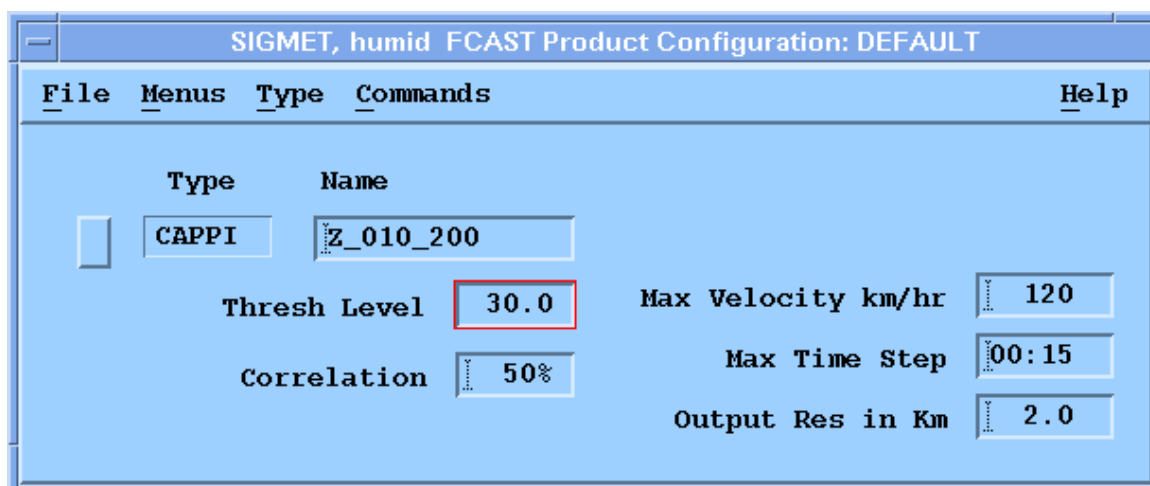 SIGMET, humid FCAST Product Configuration: DEFAULT
File Menus Type Commands Help
Type Name
CAPPI Z_010_200
Thresh Level 30.0 Max Velocity km/hr 120
Correlation 50% Max Time Step 00:15
Output Res in Km 2.0